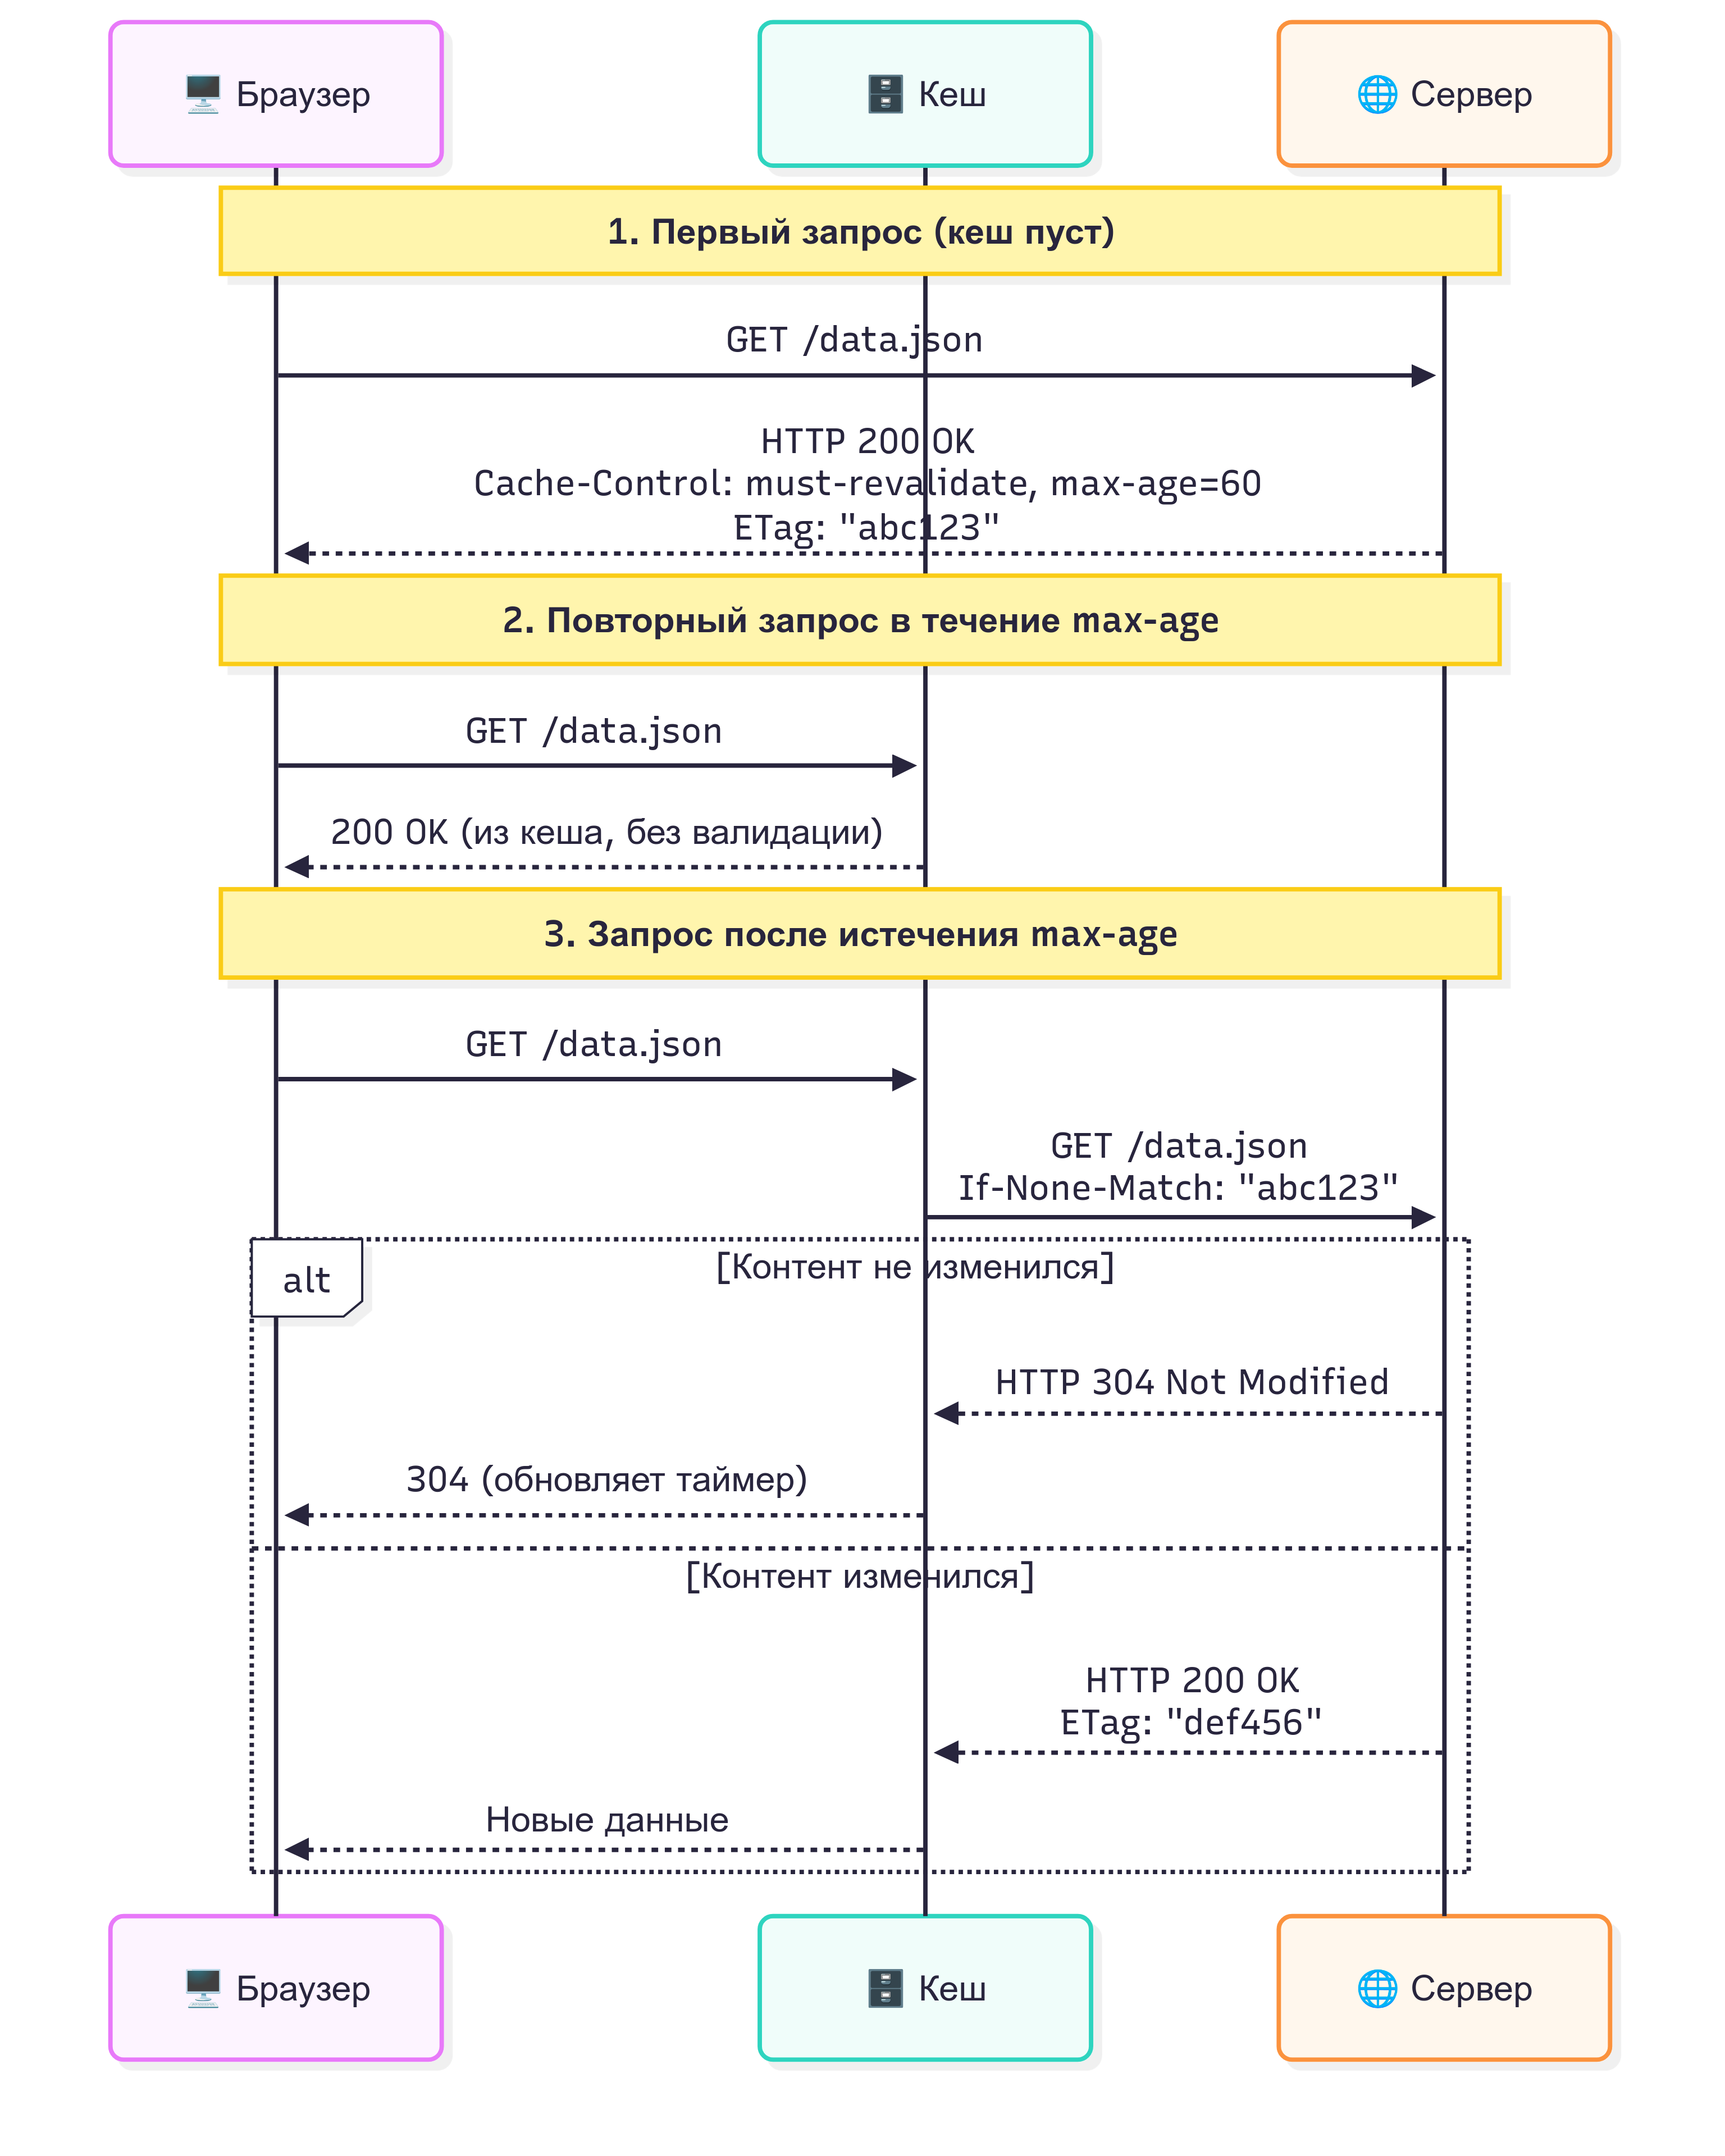 🖥️ Браузер
🗄️ Кеш
🌐 Сервер
1. Первый запрос (кеш пуст)
GET /data.json
HTTP 200 OK
Cache-Control: must-revalidate, max-age=60
ETag: "abc123"
2. Повторный запрос в течение max-age
GET /data.json
200 OK (из кеша, без валидации)
3. Запрос после истечения max-age
GET /data.json
GET /data.json
If-None-Match: "abc123"
alt
[Контент не изменился]
HTTP 304 Not Modified
304 (обновляет таймер)
[Контент изменился]
HTTP 200 OK
ETag: "def456"
Новые данные
🖥️ Браузер
🗄️ Кеш
🌐 Сервер